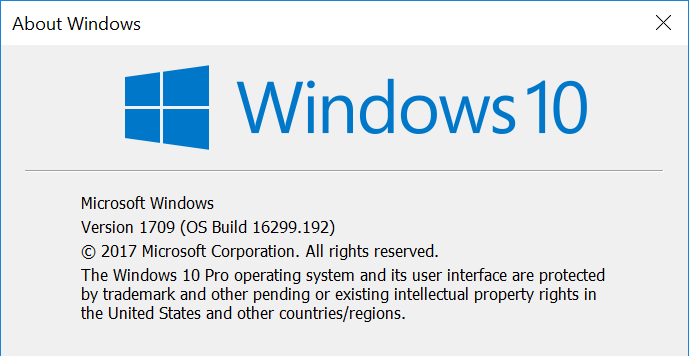 About Windows
Windows 10
Microsoft Windows
Version 1709 (OS Build 16299.192)
© 2017 Microsoft Corporation. All rights reserved.
The Windows 10 Pro operating system and its user interface are protected
by trademark and other pending or existing intellectual property rights in
the United States and other countries/regions.